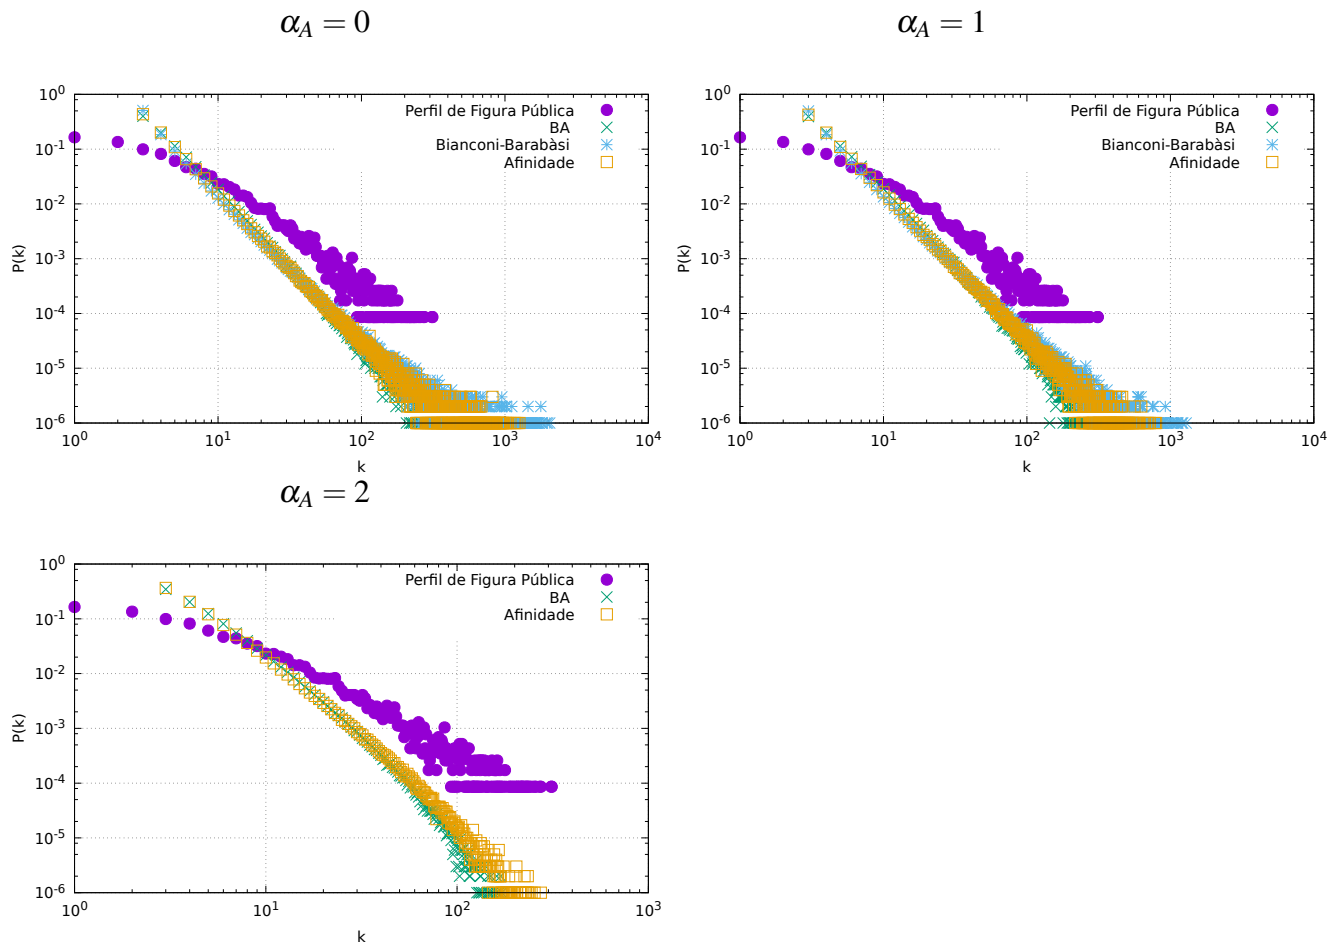 α_A = 0
10^0
10^-1
10^-2
10^-3
10^-4
10^-5
10^-6
P(k)
Perfil de Figura Pública
BA
Bianconi-Barabàsi
Afinidade
10^0 10^1 10^2 10^3 10^4
k
α_A = 1
10^0
10^-1
10^-2
10^-3
10^-4
10^-5
10^-6
P(k)
Perfil de Figura Pública
BA
Bianconi-Barabàsi
Afinidade
10^0 10^1 10^2 10^3 10^4
k
α_A = 2
10^0
10^-1
10^-2
10^-3
10^-4
10^-5
10^-6
P(k)
Perfil de Figura Pública
BA
Afinidade
10^0 10^1 10^2 10^3
k